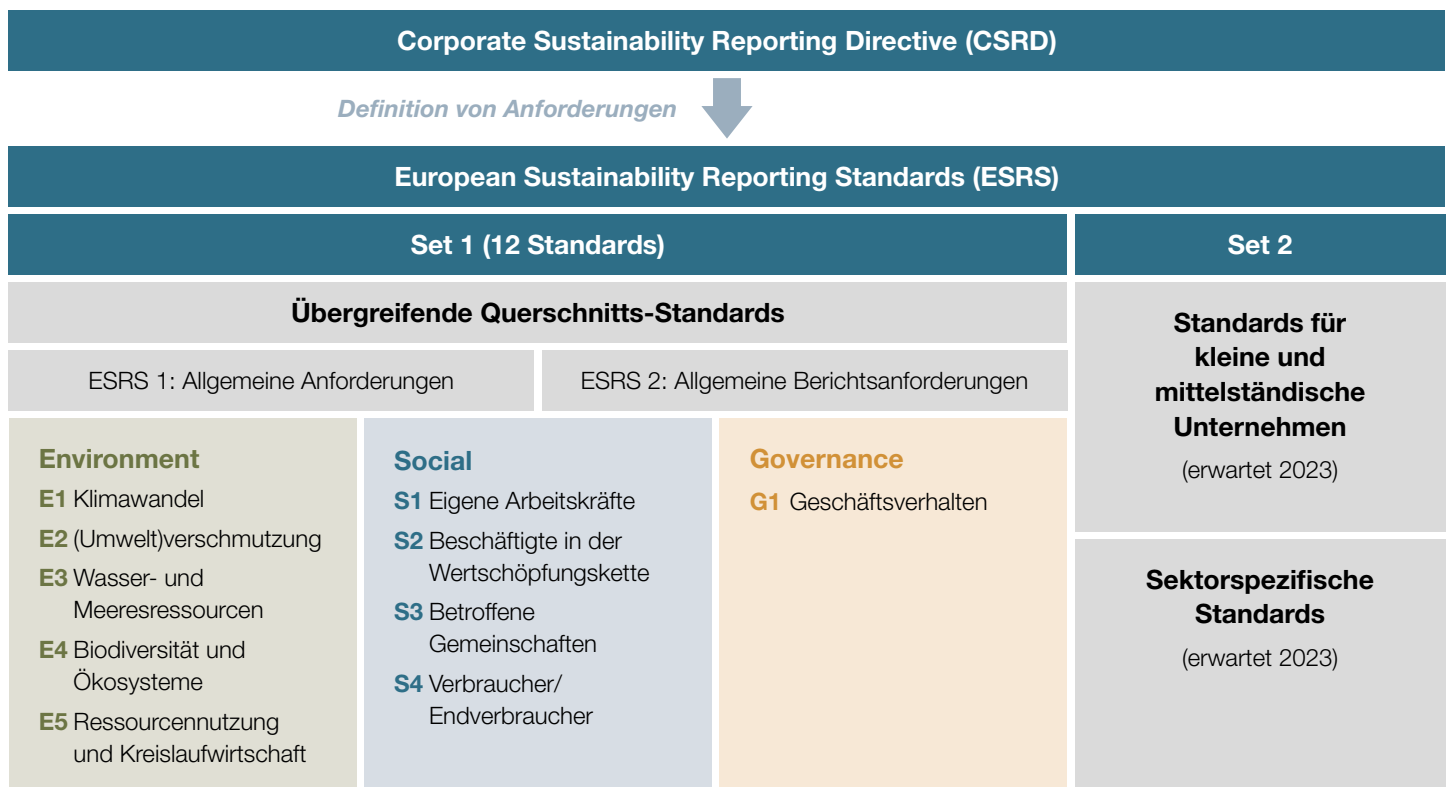 Corporate Sustainability Reporting Directive (CSRD)
Definition von Anforderungen
European Sustainability Reporting Standards (ESRS)
Set 1 (12 Standards)
Set 2
Übergreifende Querschnitts-Standards
ESRS 1: Allgemeine Anforderungen
ESRS 2: Allgemeine Berichtsanforderungen
Environment
E1 Klimawandel
E2 (Umwelt)verschmutzung
E3 Wasser- und
Meeresressourcen
E4 Biodiversität und
Ökosysteme
E5 Ressourcennutzung
und Kreislaufwirtschaft
Social
S1 Eigene Arbeitskräfte
S2 Beschäftigte in der
Wertschöpfungskette
S3 Betroffene
Gemeinschaften
S4 Verbraucher/
Endverbraucher
Governance
G1 Geschäftsverhalten
Standards für
kleine und
mittelständische
Unternehmen
(erwartet 2023)
Sektorspezifische
Standards
(erwartet 2023)